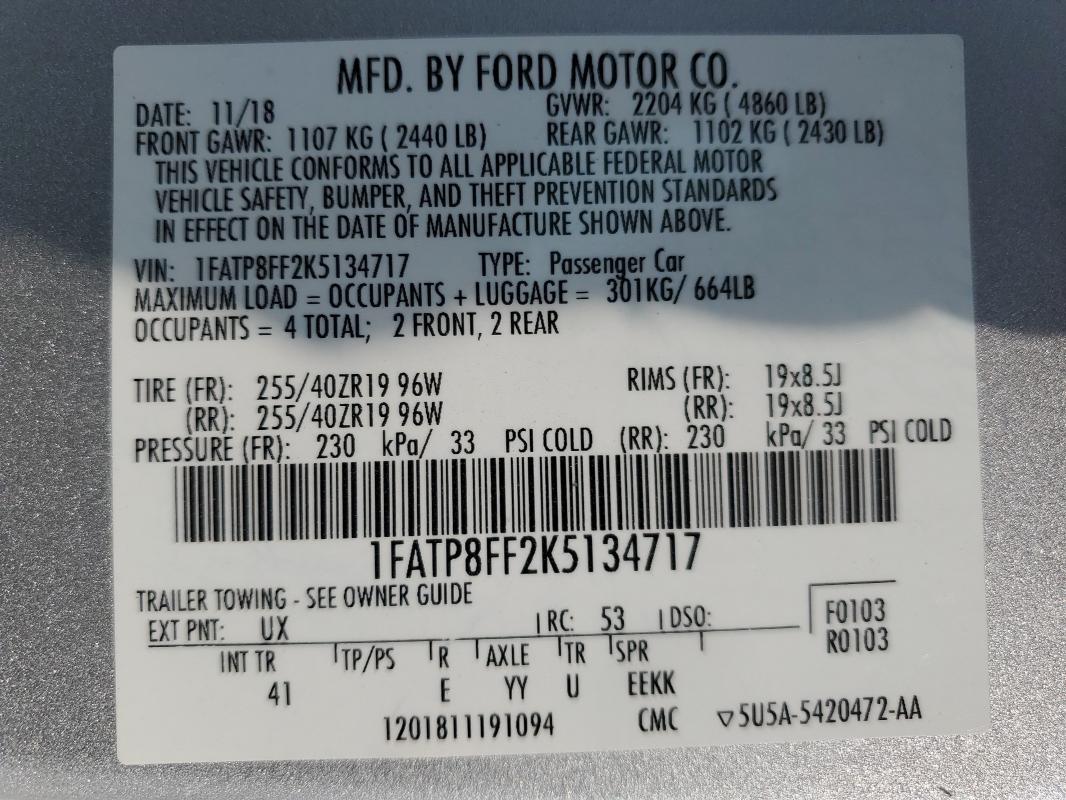 MFD. BY FORD MOTOR CO.
DATE: 11/18 GVWR: 2204 KG ( 4860 LB)
FRONT GAWR: 1107 KG ( 2440 LB) REAR GAWR: 1102 KG ( 2430 LB)
THIS VEHICLE CONFORMS TO ALL APPLICABLE FEDERAL MOTOR
VEHICLE SAFETY, BUMPER, AND THEFT PREVENTION STANDARDS
IN EFFECT ON THE DATE OF MANUFACTURE SHOWN ABOVE.
VIN: 1FATP8FF2K5134717 TYPE: Passenger Car
MAXIMUM LOAD = OCCUPANTS + LUGGAGE = 301KG/ 664LB
OCCUPANTS = 4 TOTAL; 2 FRONT, 2 REAR
TIRE (FR): 255/40ZR19 96W RIMS (FR): 19x8.5J
(RR): 255/40ZR19 96W (RR): 19x8.5J
PRESSURE (FR): 230 kPa/ 33 PSI COLD (RR): 230 kPa/ 33 PSI COLD
1FATP8FF2K5134717
TRAILER TOWING - SEE OWNER GUIDE
EXT PNT: UX RC: 53 DSO: F0103
R0103
INT TR TP/PS R AXLE TR SPR
41 E YY U EEKK
1201811191094 CMC ▽5U5A-5420472-AA